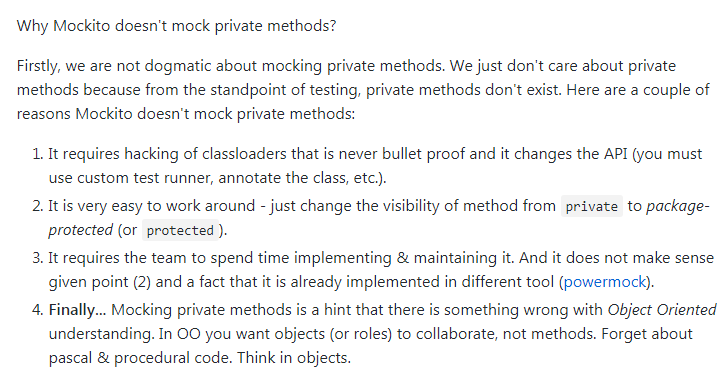 Why Mockito doesn't mock private methods?
Firstly, we are not dogmatic about mocking private methods. We just don't care about private
methods because from the standpoint of testing, private methods don't exist. Here are a couple of
reasons Mockito doesn't mock private methods:
1. It requires hacking of classloaders that is never bullet proof and it changes the API (you must
use custom test runner, annotate the class, etc.).
2. It is very easy to work around - just change the visibility of method from private to package-
protected (or protected ).
3. It requires the team to spend time implementing & maintaining it. And it does not make sense
given point (2) and a fact that it is already implemented in different tool (powermock).
4. Finally... Mocking private methods is a hint that there is something wrong with Object Oriented
understanding. In OO you want objects (or roles) to collaborate, not methods. Forget about
pascal & procedural code. Think in objects.